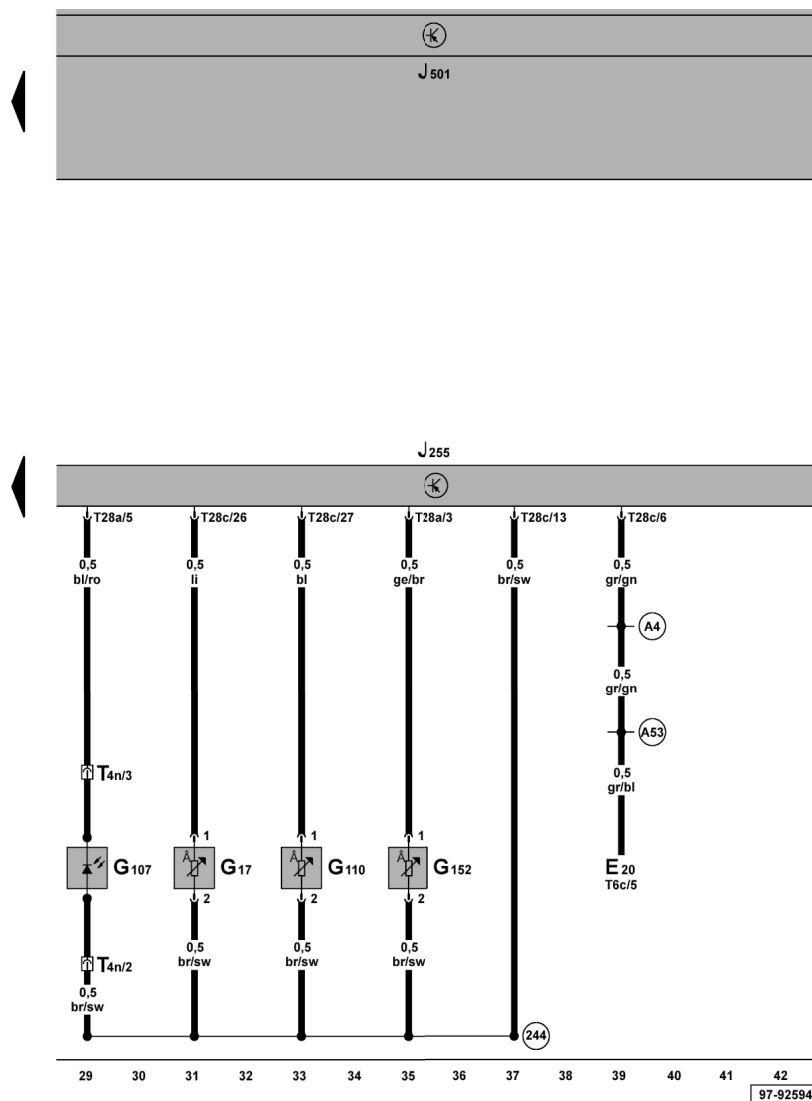 J 501
J 255
T28a/5 T28c/26 T28c/27 T28a/3 T28c/13 T28c/6
0,5 0,5 0,5 0,5 0,5 0,5
bl/ro li bl ge/br br/sw gr/gn
A4
0,5
gr/gn
A53
T4n/3
0,5
gr/bl
1 1 1
G107 G17 G110 G152 E20
T6c/5
2 2 2
0,5 0,5 0,5
br/sw br/sw br/sw
T4n/2
0,5
br/sw
244
29 30 31 32 33 34 35 36 37 38 39 40 41 42
97-92594